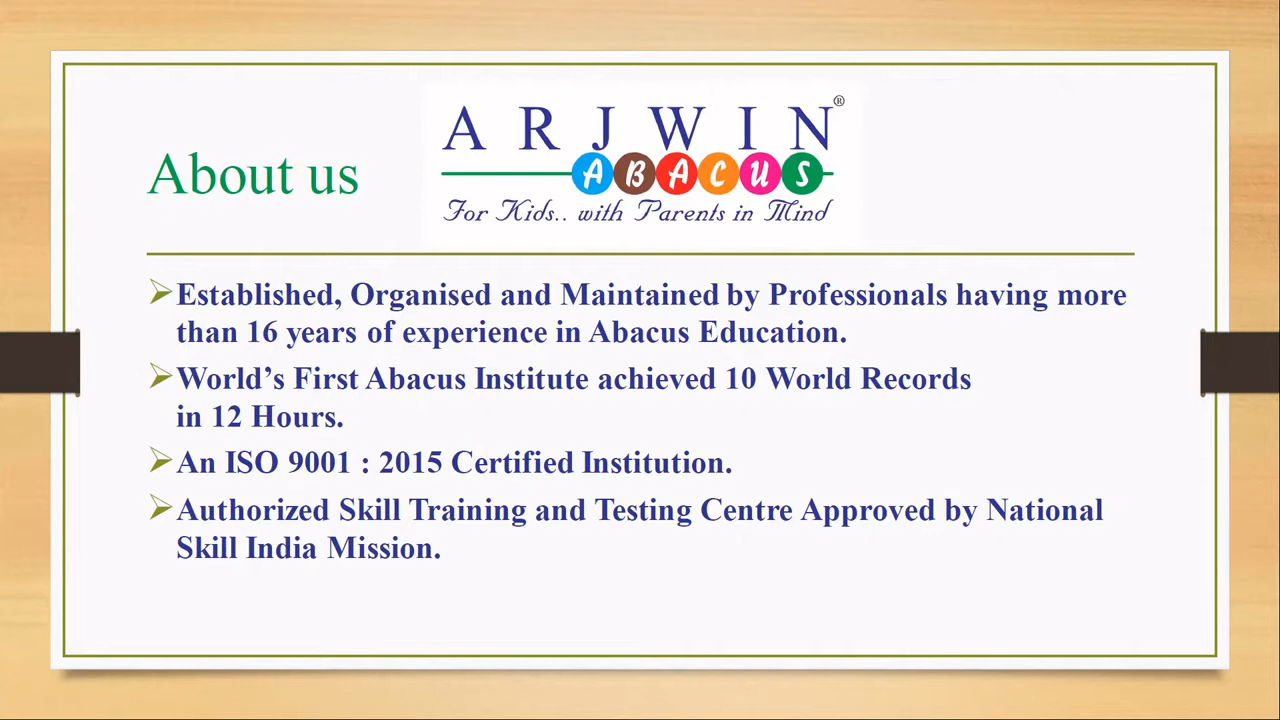 About us
ARJWIN®
ABACUS
For Kids.. with Parents in Mind
Established, Organised and Maintained by Professionals having more
than 16 years of experience in Abacus Education.
World’s First Abacus Institute achieved 10 World Records
in 12 Hours.
An ISO 9001 : 2015 Certified Institution.
Authorized Skill Training and Testing Centre Approved by National
Skill India Mission.